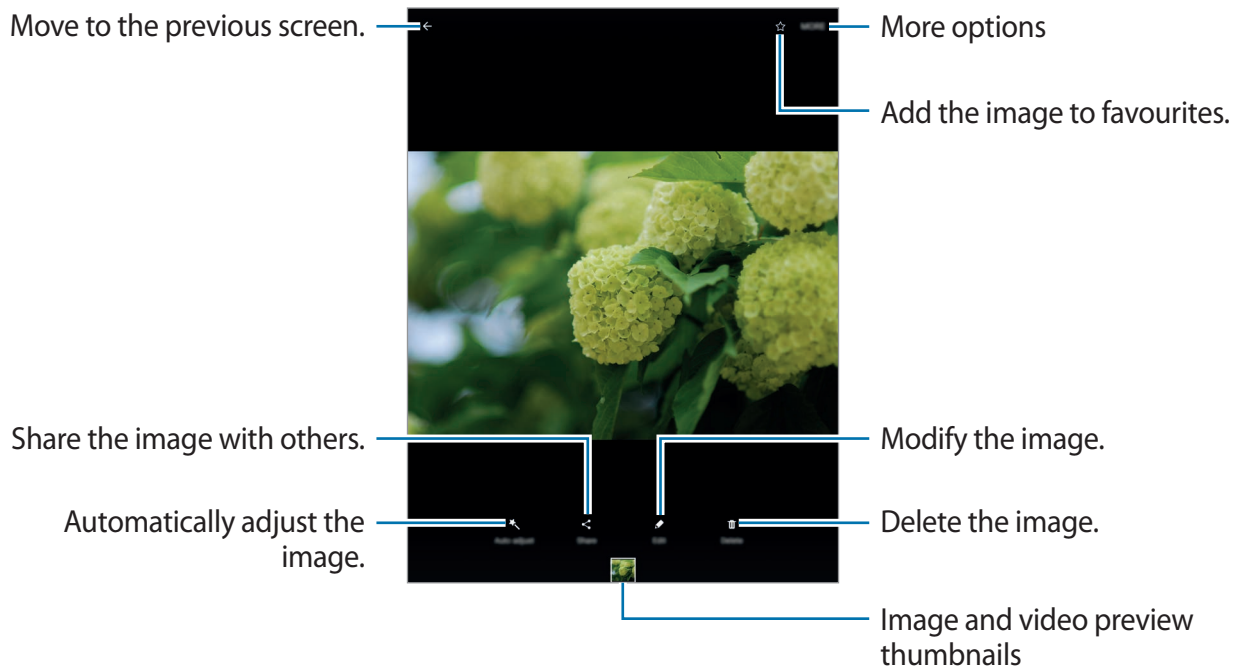 Move to the previous screen.
MORE
More options
Add the image to favourites.
Share the image with others.
Modify the image.
Automatically adjust the
image.
Delete the image.
Auto adjust
Share
Edit
Delete
Image and video preview
thumbnails